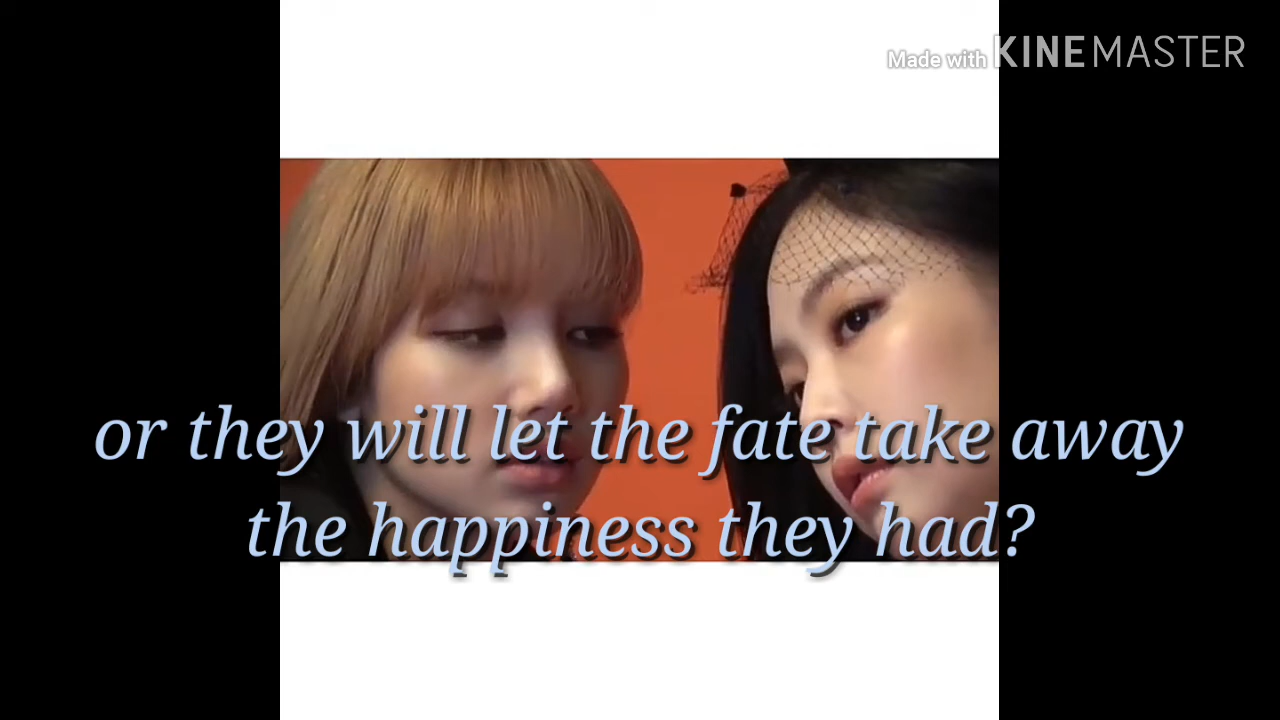 Made with KINEMASTER
or they will let the fate take away
the happiness they had?